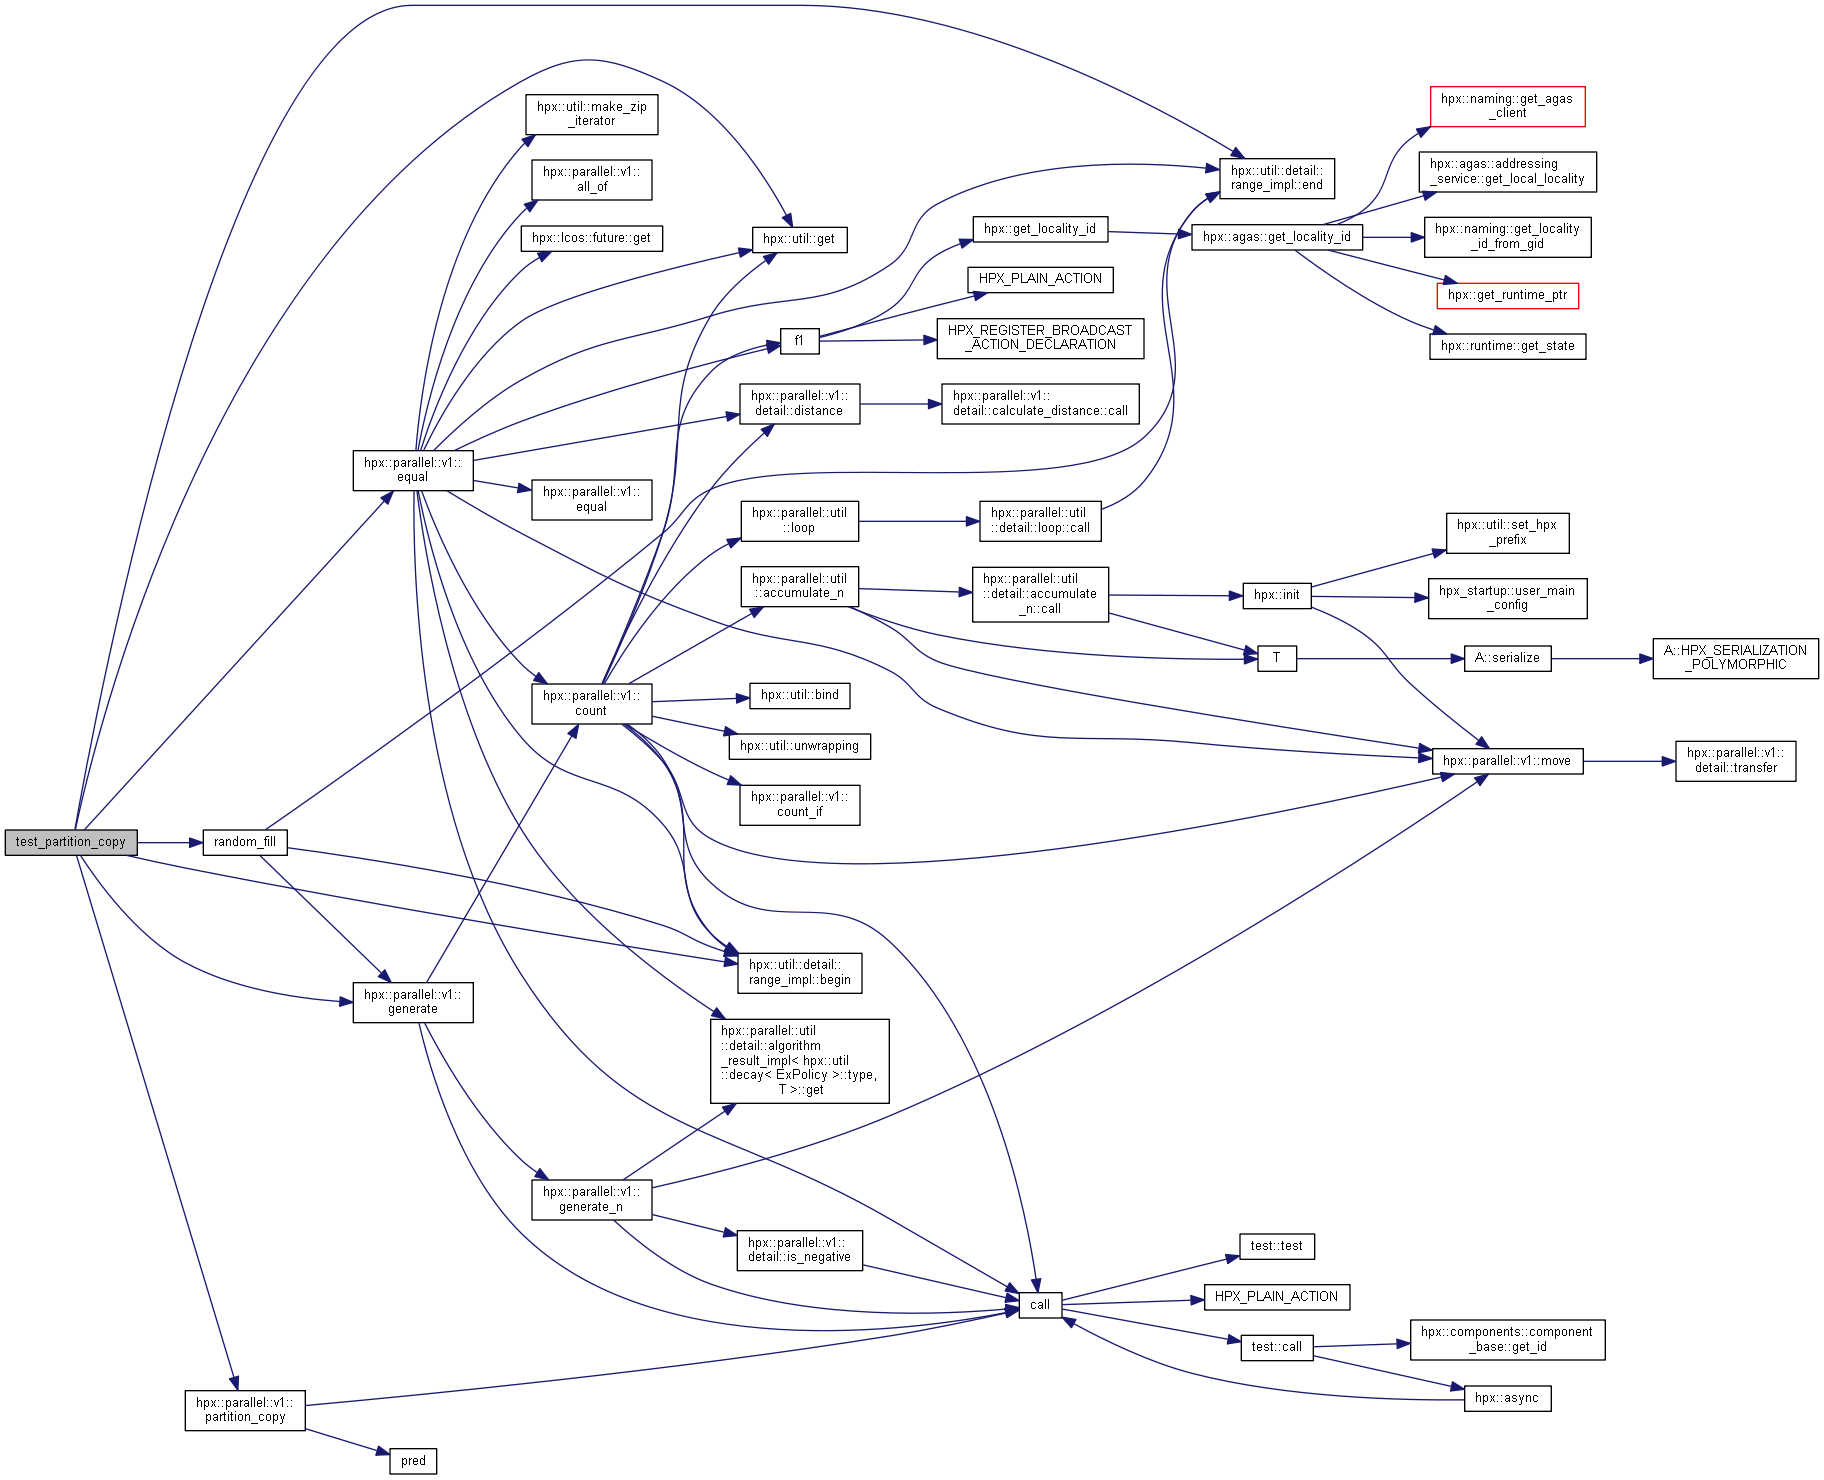 hpx::naming::get_agas
_client
hpx::util::make_zip
_iterator
hpx::agas::addressing
_service::get_local_locality
hpx::parallel::v1::
all_of
hpx::util::detail::
range_impl::end
hpx::get_locality_id
hpx::naming::get_locality
_id_from_gid
hpx::lcos::future::get
hpx::util::get
hpx::agas::get_locality_id
HPX_PLAIN_ACTION
hpx::get_runtime_ptr
f1
HPX_REGISTER_BROADCAST
_ACTION_DECLARATION
hpx::runtime::get_state
hpx::parallel::v1::
detail::distance
hpx::parallel::v1::
detail::calculate_distance::call
hpx::parallel::v1::
equal
hpx::parallel::v1::
equal
hpx::parallel::util
::loop
hpx::parallel::util
::detail::loop::call
hpx::util::set_hpx
_prefix
hpx::parallel::util
::accumulate_n
hpx::parallel::util
::detail::accumulate
_n::call
hpx::init
hpx_startup::user_main
_config
T
A::serialize
A::HPX_SERIALIZATION
_POLYMORPHIC
hpx::parallel::v1::
count
hpx::util::bind
hpx::util::unwrapping
hpx::parallel::v1::move
hpx::parallel::v1::
detail::transfer
hpx::parallel::v1::
count_if
test_partition_copy
random_fill
hpx::util::detail::
range_impl::begin
hpx::parallel::v1::
generate
hpx::parallel::util
::detail::algorithm
_result_impl< hpx::util
::decay< ExPolicy >::type,
T >::get
hpx::parallel::v1::
generate_n
hpx::parallel::v1::
detail::is_negative
test::test
call
HPX_PLAIN_ACTION
test::call
hpx::components::component
_base::get_id
hpx::async
hpx::parallel::v1::
partition_copy
pred